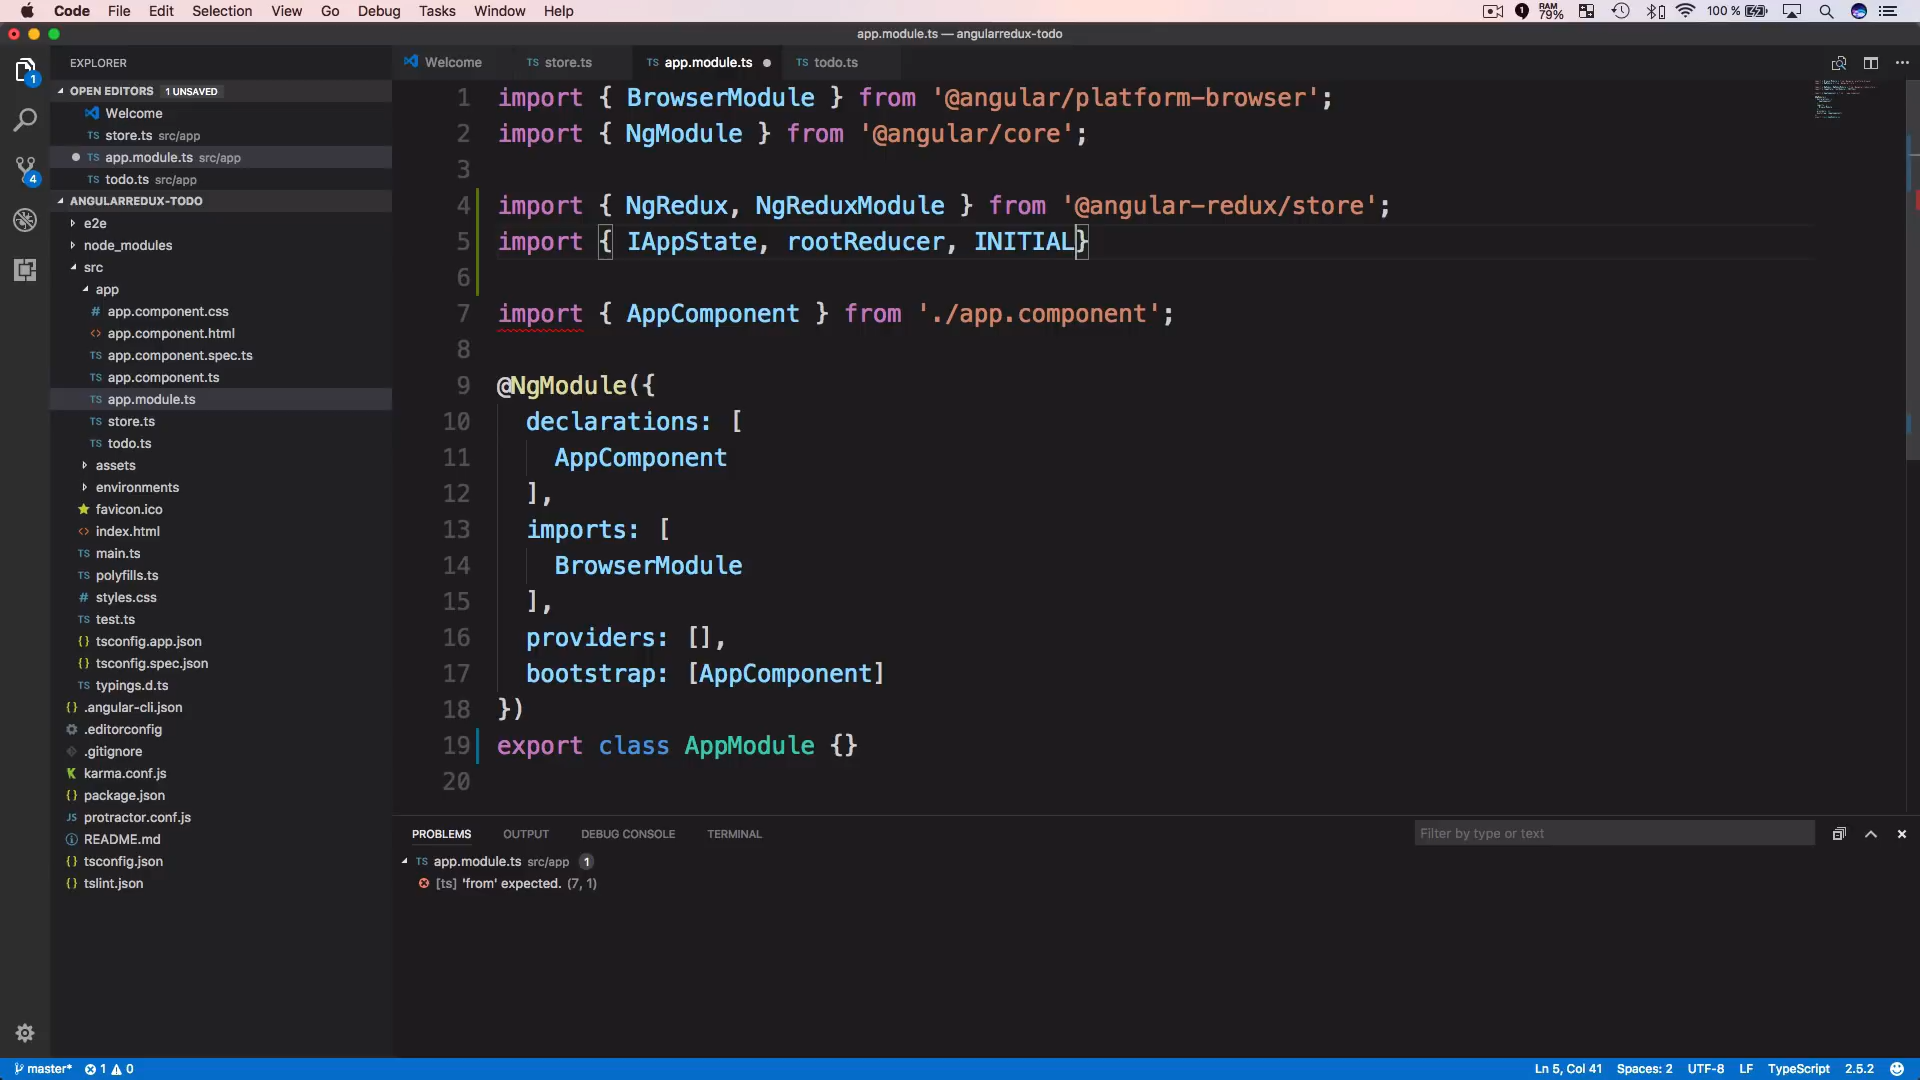 Code File Edit Selection View Go Debug Tasks Window Help
1 RAM 79% 100 %
app.module.ts — angularredux-todo
EXPLORER
OPEN EDITORS 1 UNSAVED
Welcome
store.ts src/app
app.module.ts src/app
todo.ts src/app
ANGULARREDUX-TODO
e2e
node_modules
src
app
app.component.css
app.component.html
app.component.spec.ts
app.component.ts
app.module.ts
store.ts
todo.ts
assets
environments
favicon.ico
index.html
main.ts
polyfills.ts
styles.css
test.ts
tsconfig.app.json
tsconfig.spec.json
typings.d.ts
.angular-cli.json
.editorconfig
.gitignore
karma.conf.js
package.json
protractor.conf.js
README.md
tsconfig.json
tslint.json
Welcome TS store.ts TS app.module.ts TS todo.ts
1 import { BrowserModule } from '@angular/platform-browser';
2 import { NgModule } from '@angular/core';
3
4 import { NgRedux, NgReduxModule } from '@angular-redux/store';
5 import { IAppState, rootReducer, INITIAL}
6
7 import { AppComponent } from './app.component';
8
9 @NgModule({
10 declarations: [
11 AppComponent
12 ],
13 imports: [
14 BrowserModule
15 ],
16 providers: [],
17 bootstrap: [AppComponent]
18 })
19 export class AppModule {}
20
PROBLEMS OUTPUT DEBUG CONSOLE TERMINAL Filter by type or text
TS app.module.ts src/app 1
[ts] 'from' expected. (7, 1)
master* 1 0 Ln 5, Col 41 Spaces: 2 UTF-8 LF TypeScript 2.5.2